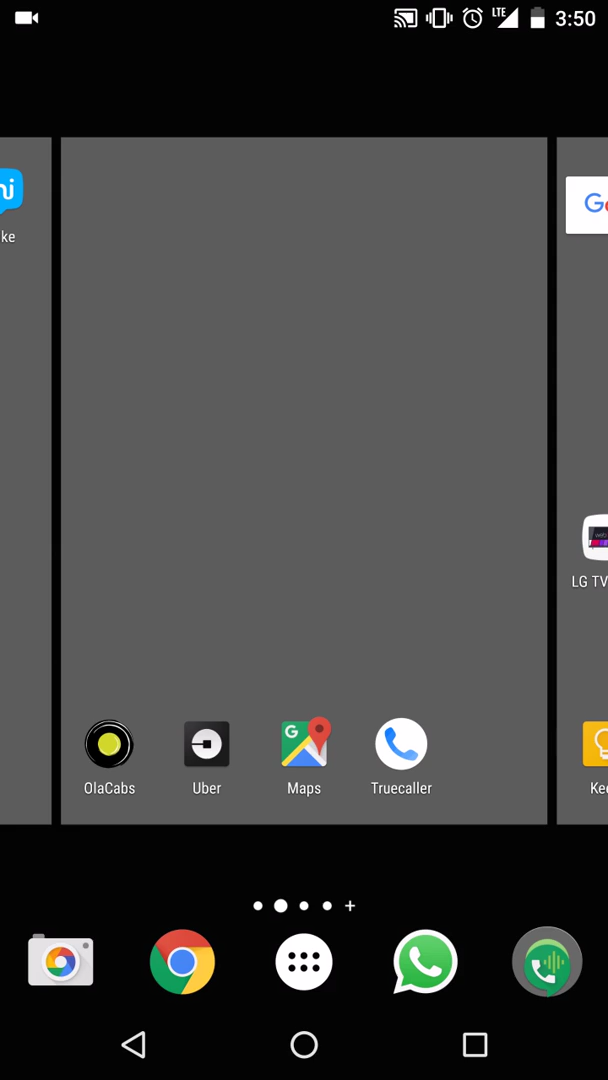 LTE 3:50
ke
G
LG TV
OlaCabs
Uber
Maps
Truecaller
Kee
+